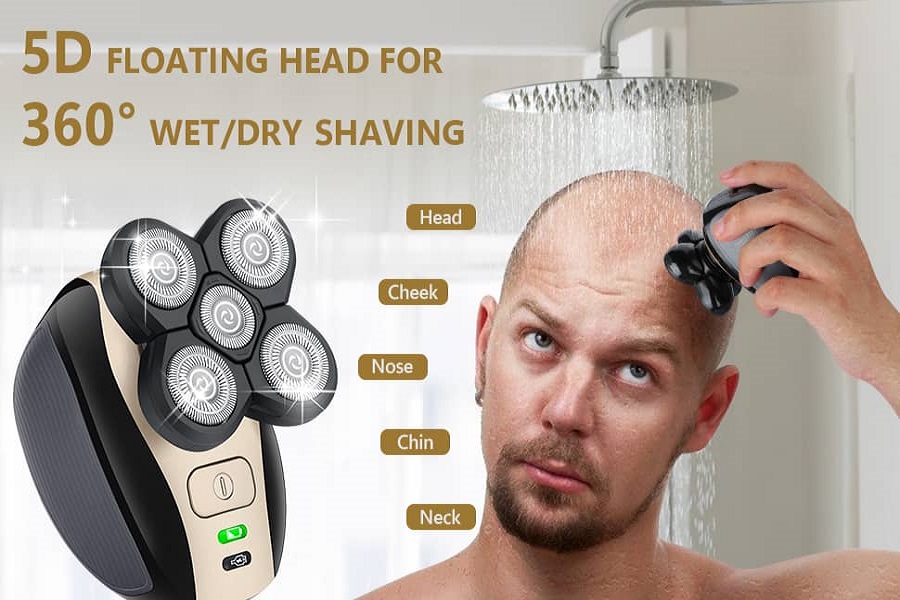 5D FLOATING HEAD FOR
360° WET/DRY SHAVING
Head
Cheek
Nose
Chin
Neck